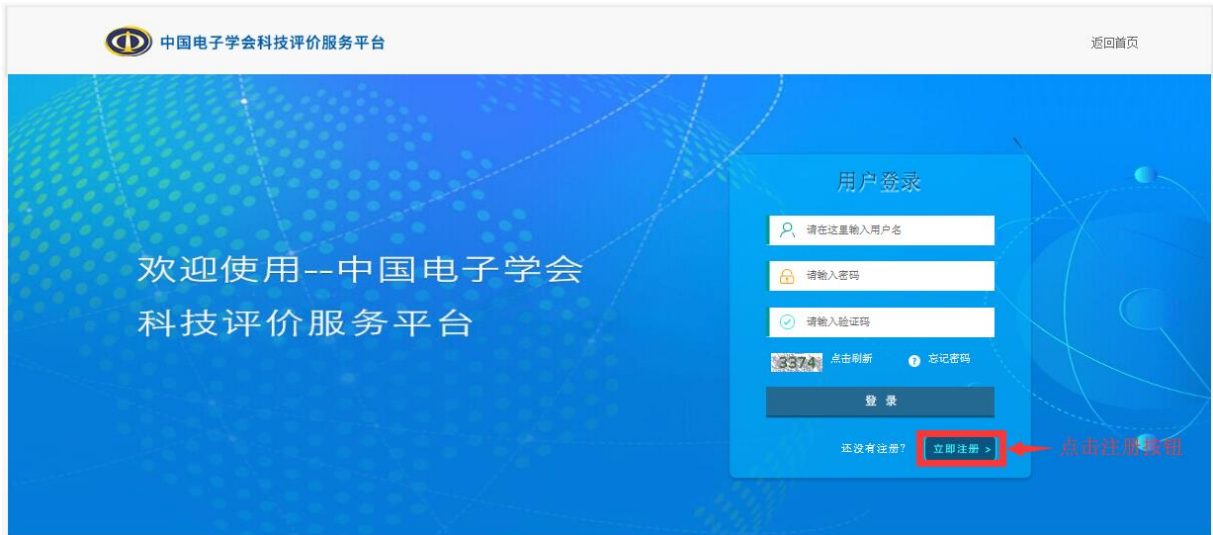 中国电子学会科技评价服务平台
返回首页
用户登录
请在这里输入用户名
欢迎使用--中国电子学会
请输入密码
科技评价服务平台
请输入验证码
3374 点击刷新 ? 忘记密码
登 录
还没有注册? 立即注册 > 点击注册按钮